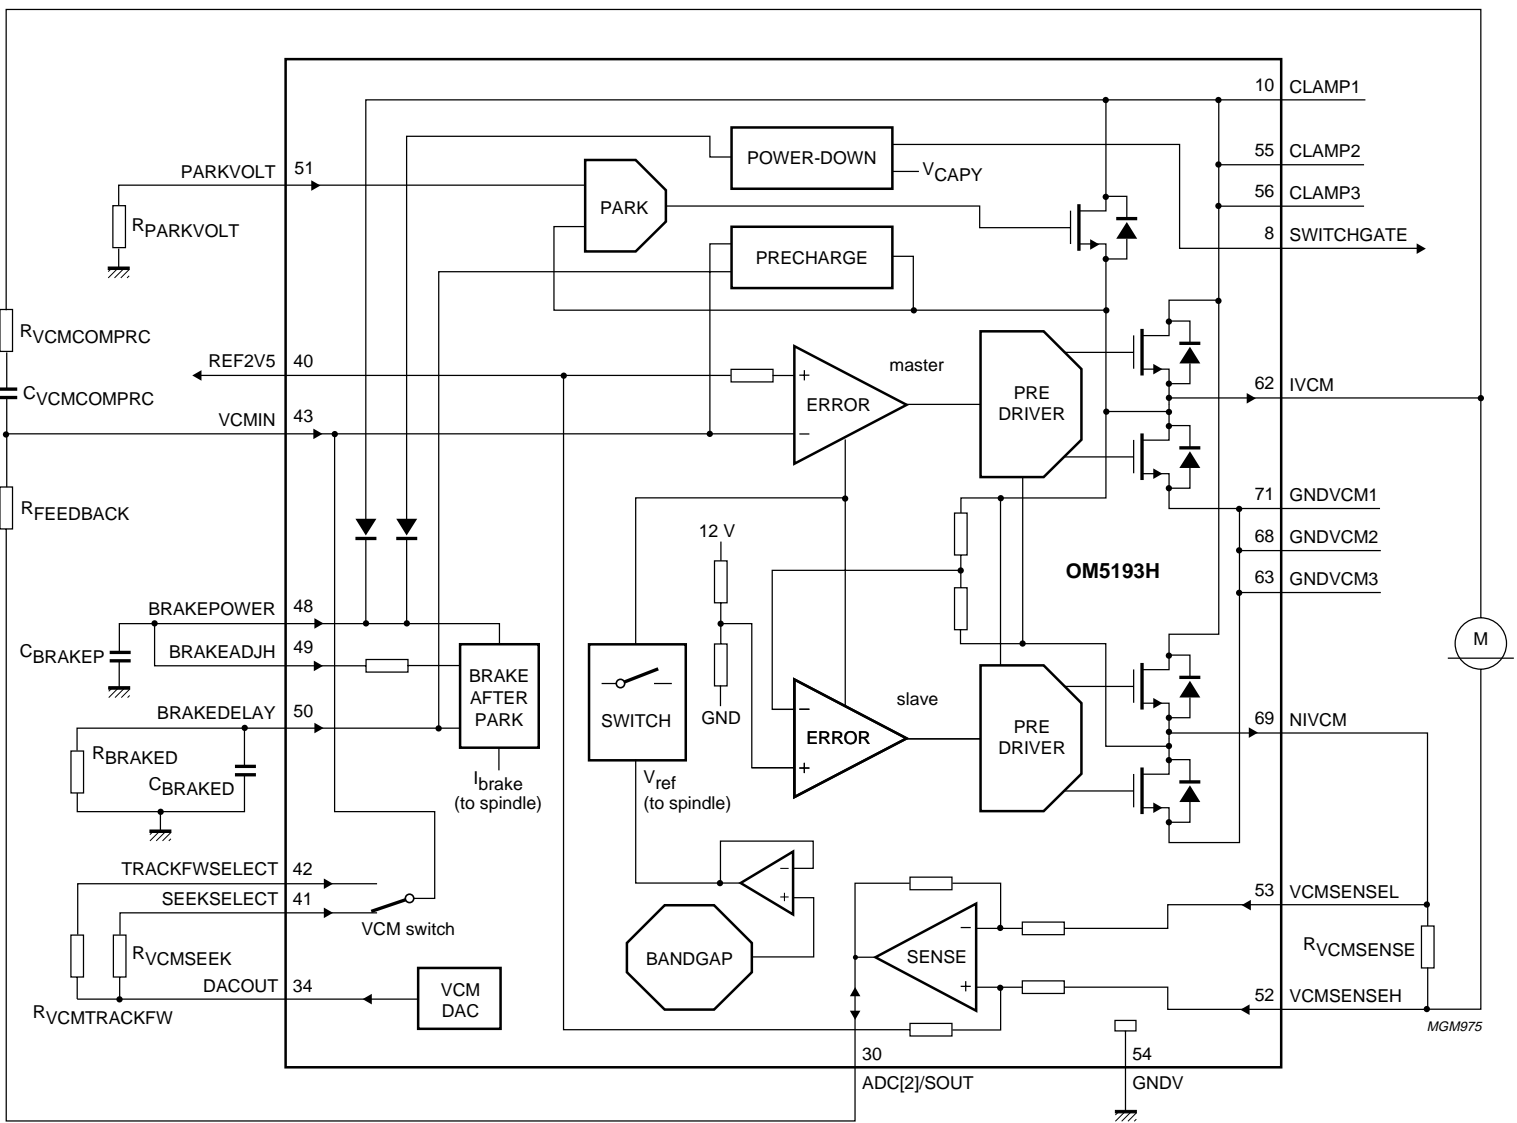 10 CLAMP1
55 CLAMP2
56 CLAMP3
8 SWITCHGATE
PARKVOLT 51
RPARKVOLT
POWER-DOWN
VCAPY
PARK
PRECHARGE
RVCMCOMPRC
CVCMCOMPRC
REF2V5 40
VCMIN 43
RFEEDBACK
+
−
ERROR
master
PRE
DRIVER
62 IVCM
71 GNDVCM1
68 GNDVCM2
63 GNDVCM3
12 V
OM5193H
BRAKEPOWER 48
CBRAKEP
BRAKEADJH 49
BRAKEDELAY 50
RBRAKED
CBRAKED
BRAKE
AFTER
PARK
Ibrake
(to spindle)
SWITCH
GND
Vref
(to spindle)
−
ERROR
+
slave
PRE
DRIVER
M
69 NIVCM
TRACKFWSELECT 42
SEEKSELECT 41
VCM switch
RVCMSEEK
DACOUT 34
RVCMTRACKFW
VCM
DAC
−
+
BANDGAP
−
SENSE
+
53 VCMSENSEL
RVCMSENSE
52 VCMSENSEH
MGM975
30
ADC[2]/SOUT
54
GNDV